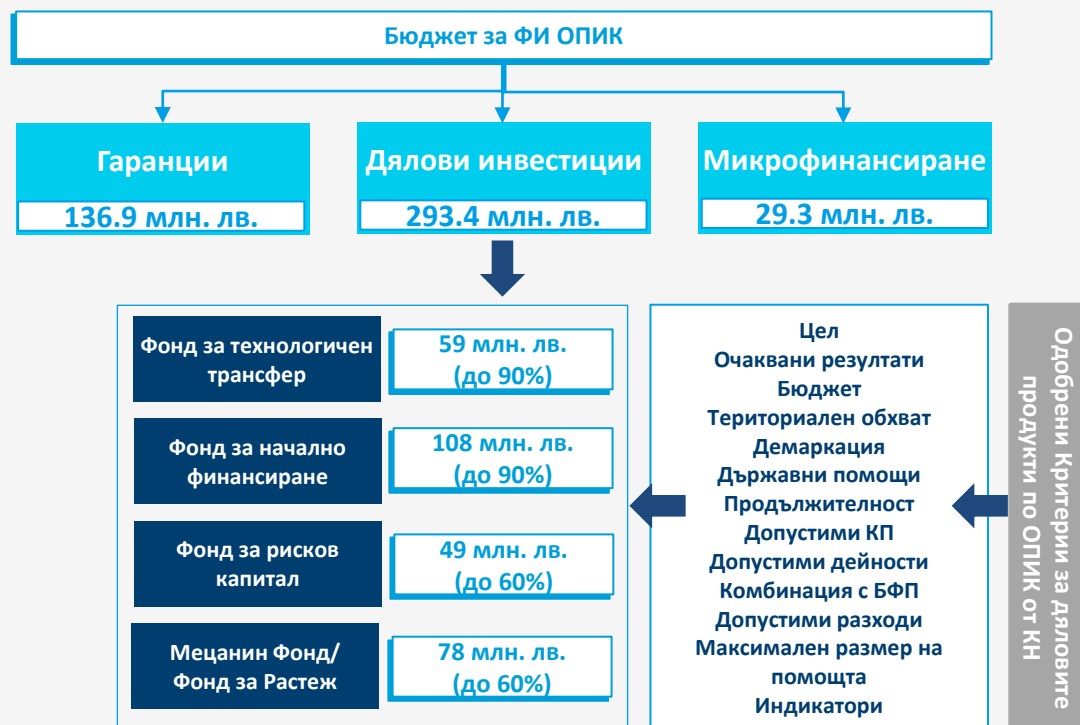 Бюджет за ФИ ОПИК
Гаранции
136.9 млн. лв.
Дялови инвестиции
293.4 млн. лв.
Микрофинансиране
29.3 млн. лв.
Фонд за технологичен
трансфер
59 млн. лв.
(до 90%)
Фонд за начално
финансиране
108 млн. лв.
(до 90%)
Фонд за рисков
капитал
49 млн. лв.
(до 60%)
Мецанин Фонд/
Фонд за Растеж
78 млн. лв.
(до 60%)
Цел
Очаквани резултати
Бюджет
Териториален обхват
Демаркация
Държавни помощи
Продължителност
Допустими КП
Допустими дейности
Комбинация с БФП
Допустими разходи
Максимален размер на
помощта
Индикатори
Одобрени Критерии за дяловите
продукти по ОПИК от КН